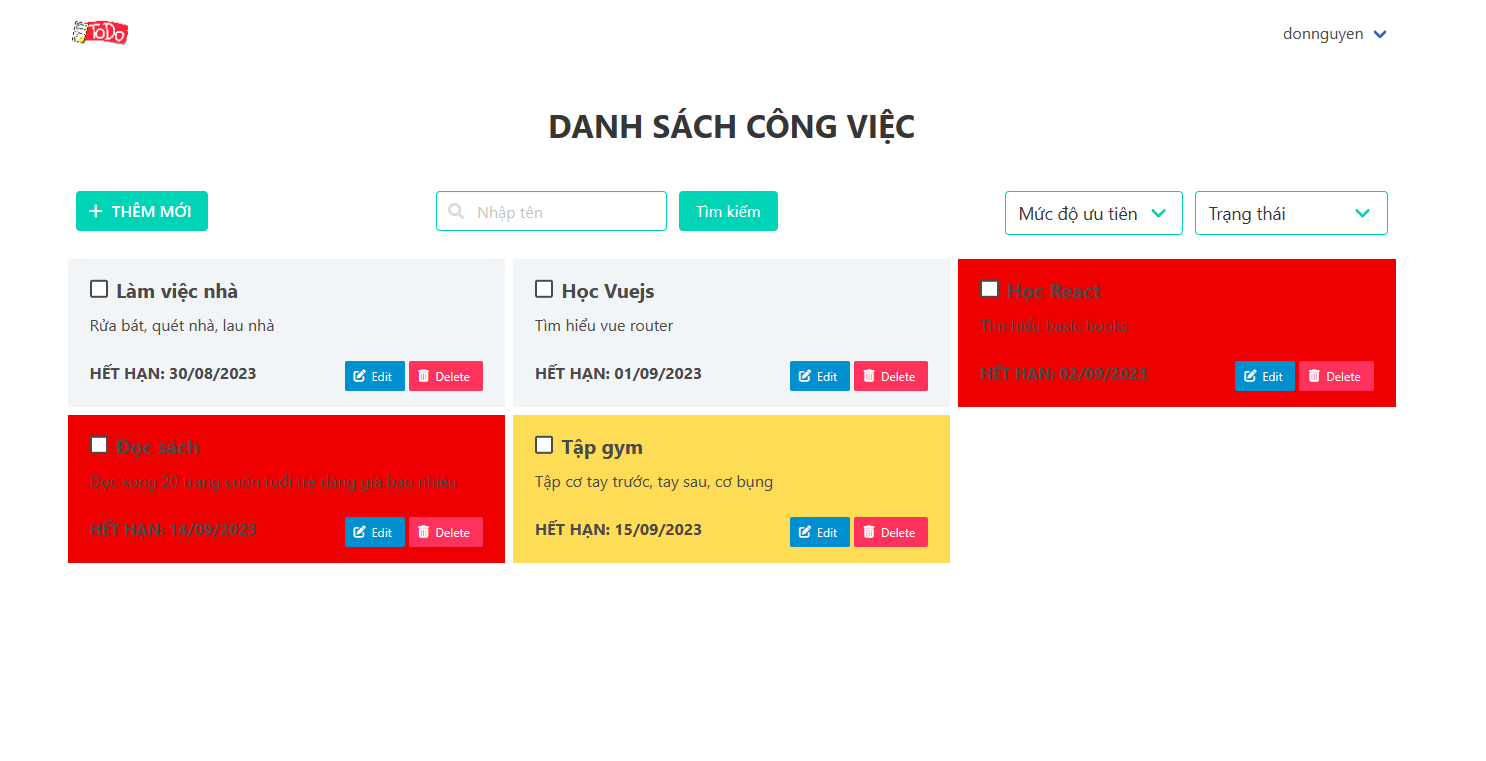 ToDo
donnguyen
DANH SÁCH CÔNG VIỆC
THÊM MỚI
Nhập tên
Tìm kiếm
Mức độ ưu tiên
Trạng thái
Làm việc nhà
Rửa bát, quét nhà, lau nhà
HẾT HẠN: 30/08/2023
Edit
Delete
Học Vuejs
Tìm hiểu vue router
HẾT HẠN: 01/09/2023
Edit
Delete
Học React
Tìm hiểu basic hooks
HẾT HẠN: 02/09/2023
Edit
Delete
Đọc sách
Đọc xong 20 trang cuốn tuổi trẻ đáng giá bao nhiêu
HẾT HẠN: 14/09/2023
Edit
Delete
Tập gym
Tập cơ tay trước, tay sau, cơ bụng
HẾT HẠN: 15/09/2023
Edit
Delete